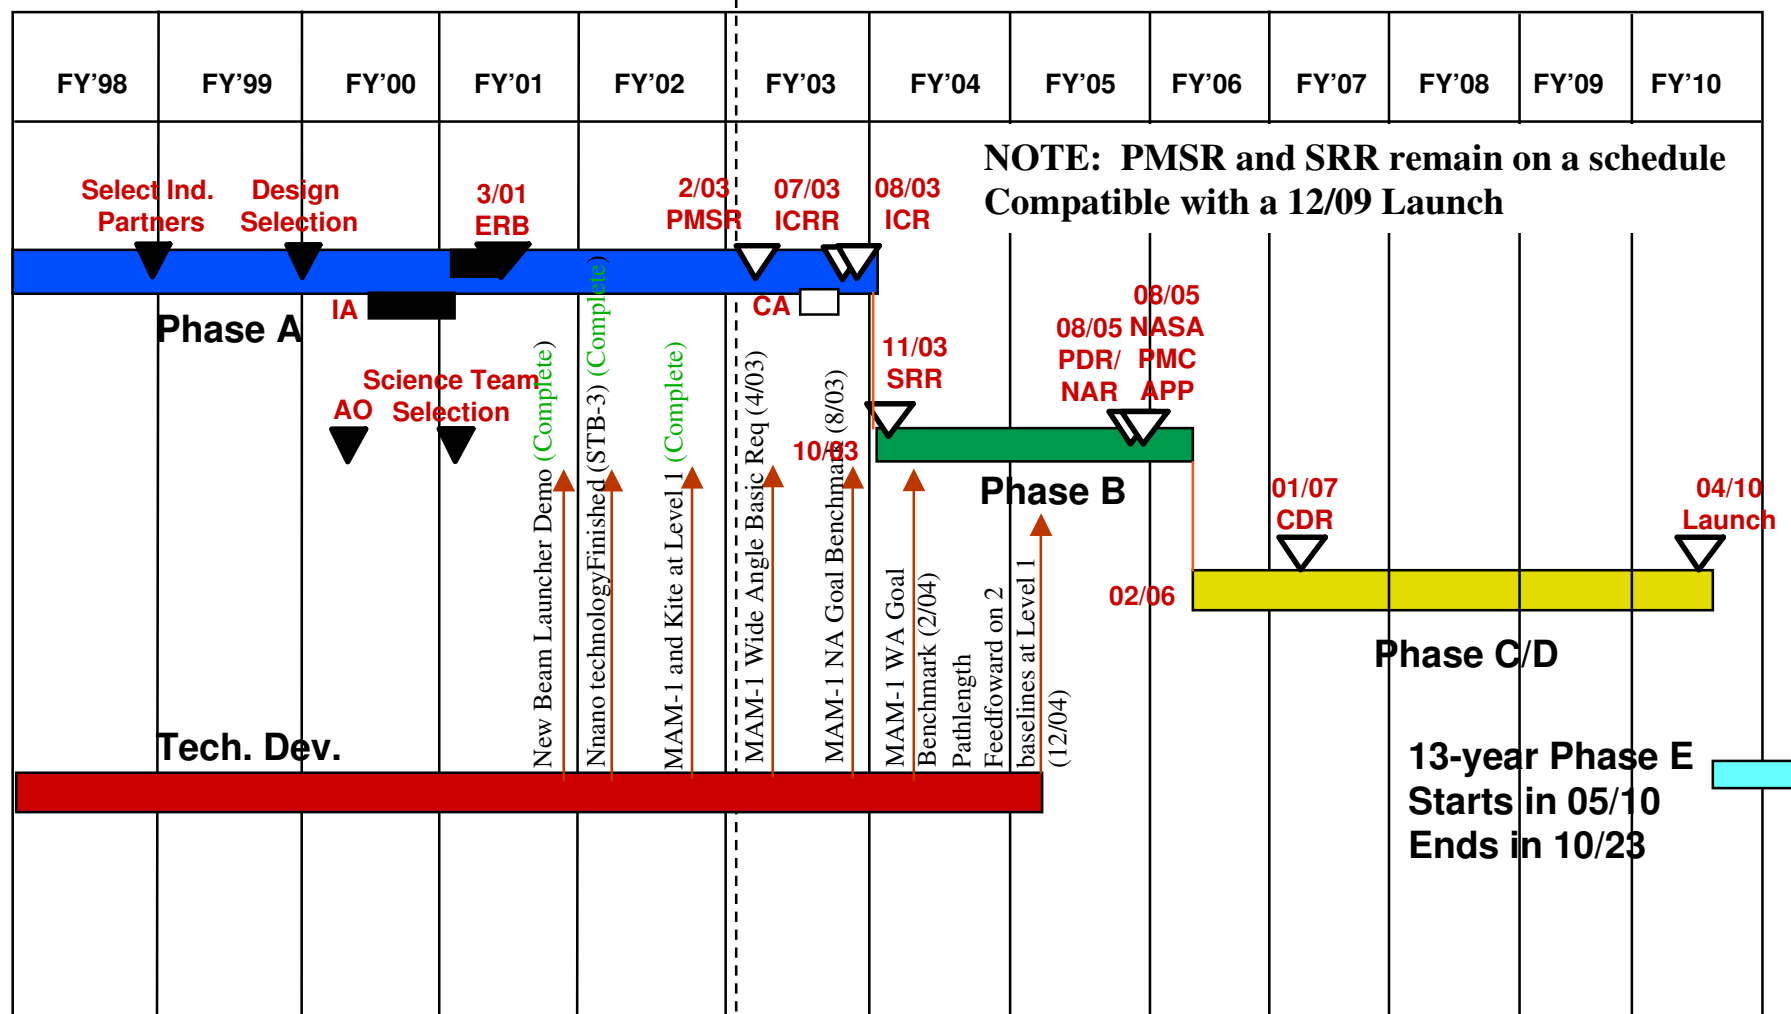 FY'98 FY'99 FY'00 FY'01 FY'02 FY'03 FY'04 FY'05 FY'06 FY'07 FY'08 FY'09 FY'10
NOTE: PMSR and SRR remain on a schedule
Compatible with a 12/09 Launch
Select Ind.
Partners
Design
Selection
3/01
ERB
2/03
PMSR
07/03
ICRR
08/03
ICR
IA
CA
Phase A
Science Team
Selection
AO
11/03
SRR
08/05
PDR/
NAR
08/05
NASA
PMC
APP
10/03
Phase B
01/07
CDR
04/10
Launch
02/06
Phase C/D
New Beam Launcher Demo (Complete)
Nnano technologyFinished (STB-3) (Complete)
MAM-1 and Kite at Level 1 (Complete)
MAM-1 Wide Angle Basic Req (4/03)
MAM-1 NA Goal Benchmark (8/03)
MAM-1 WA Goal
Benchmark (2/04)
Pathlength
Feedfoward on 2
baselines at Level 1
(12/04)
Tech. Dev.
13-year Phase E
Starts in 05/10
Ends in 10/23